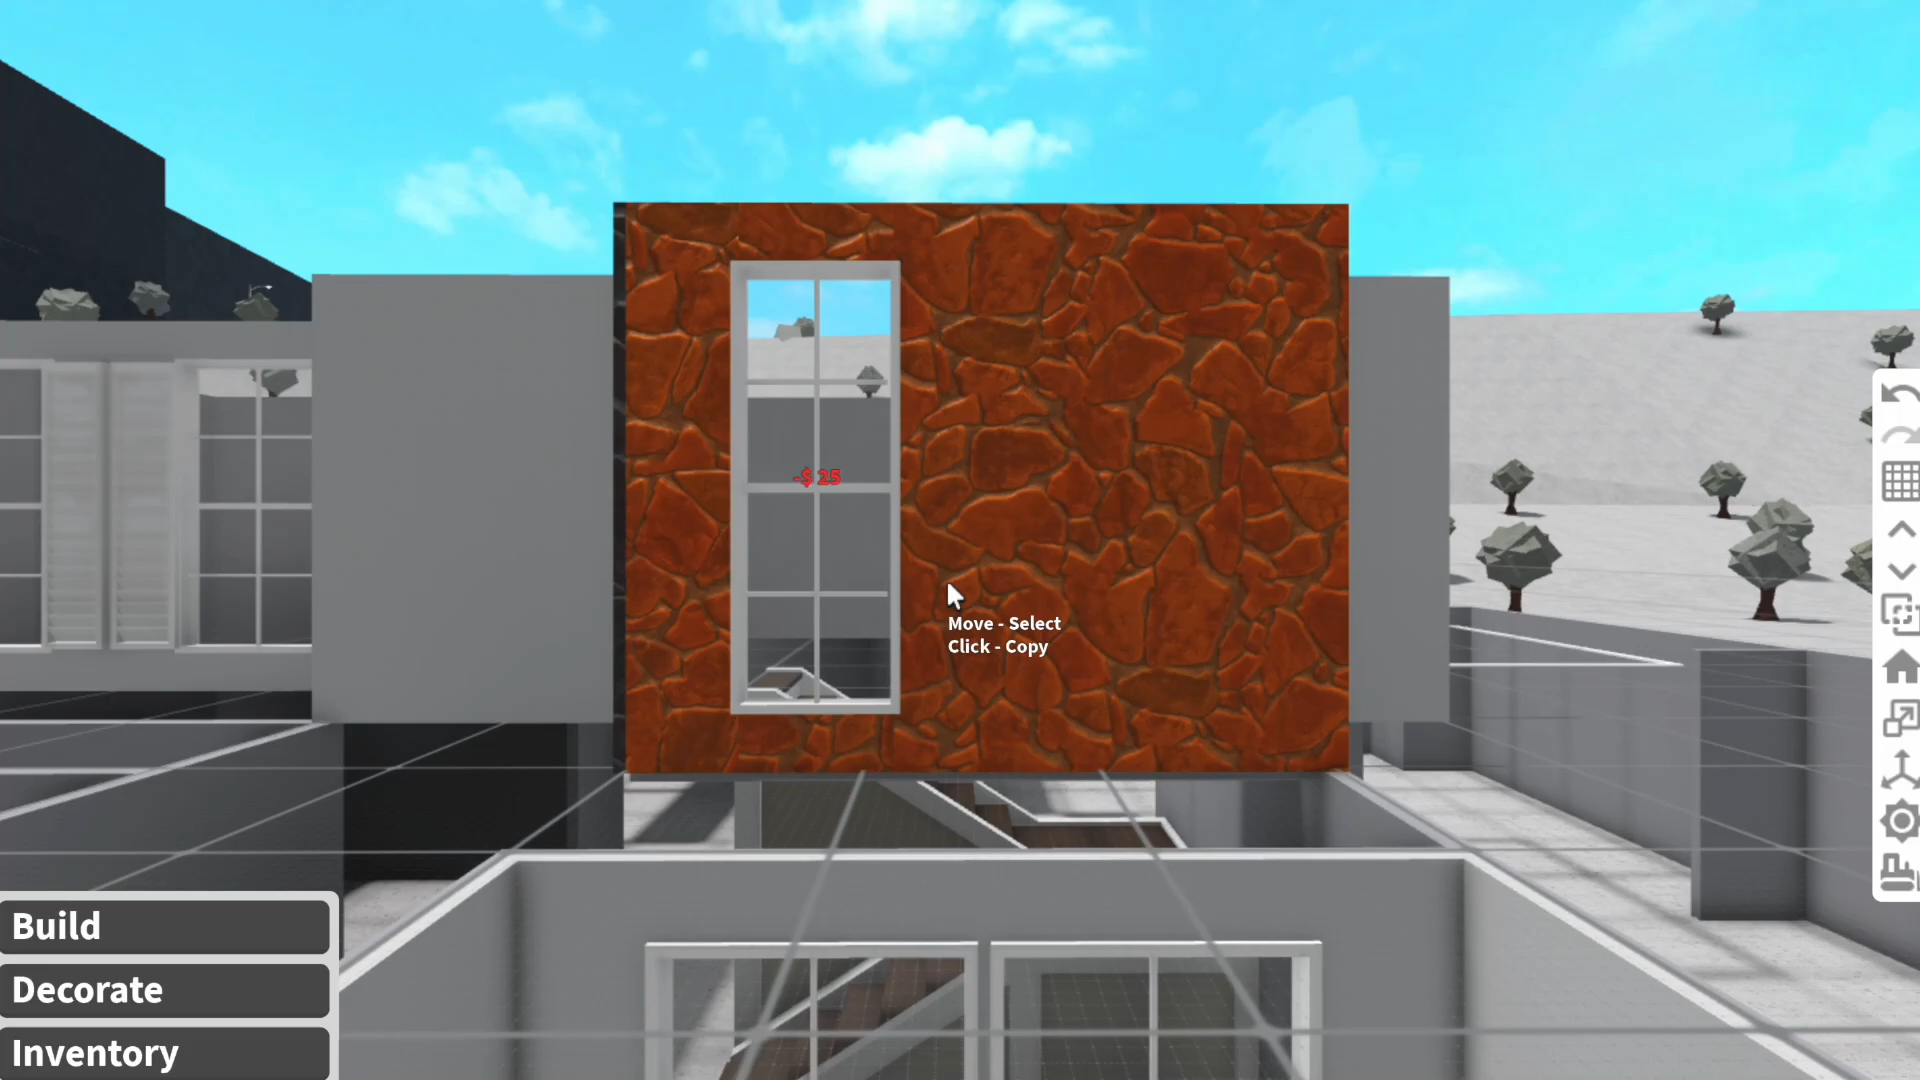 -$ 25
Move - Select
Click - Copy
Build
Decorate
Inventory